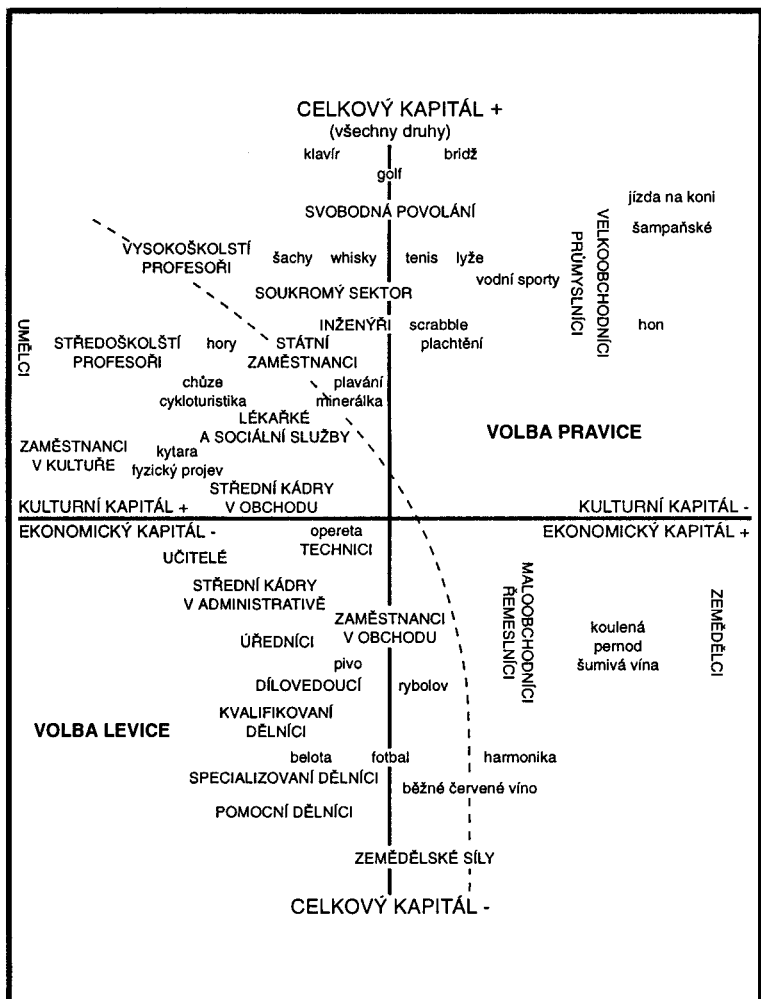 CELKOVÝ KAPITÁL +
(všechny druhy)
klavír
bridž
golf
jízda na koni
SVOBODNÁ POVOLÁNÍ
šampaňské
VELKOOBCHODNÍCI
PRŮMYSLNÍCI
VYSOKOŠKOLSTÍ
PROFESOŘI
šachy
whisky
tenis
lyže
vodní sporty
SOUKROMÝ SEKTOR
UMĚLCI
INŽENÝŘI
scrabble
hon
STŘEDOŠKOLŠTÍ
PROFESOŘI
hory
STÁTNÍ
ZAMĚSTNANCI
plachtění
chůze
plavání
cykloturistika
minerálka
LÉKAŘKÉ
A SOCIÁLNÍ SLUŽBY
VOLBA PRAVICE
ZAMĚSTNANCI
V KULTUŘE
kytara
fyzický projev
STŘEDNÍ KÁDRY
V OBCHODU
KULTURNÍ KAPITÁL +
KULTURNÍ KAPITÁL -
EKONOMICKÝ KAPITÁL -
EKONOMICKÝ KAPITÁL +
opereta
TECHNICI
UČITELÉ
STŘEDNÍ KÁDRY
V ADMINISTRATIVĚ
MALOOBCHODNÍCI
ŘEMESLNÍCI
ZEMĚDĚLCI
ZAMĚSTNANCI
V OBCHODU
koulená
pernod
šumivá vína
ÚŘEDNÍCI
pivo
DÍLOVEDOUCÍ
rybolov
KVALIFIKOVANÍ
DĚLNÍCI
VOLBA LEVICE
belota
fotbal
harmonika
SPECIALIZOVANÍ DĚLNÍCI
běžné červené víno
POMOCNÍ DĚLNÍCI
ZEMĚDĚLSKÉ SÍLY
CELKOVÝ KAPITÁL -